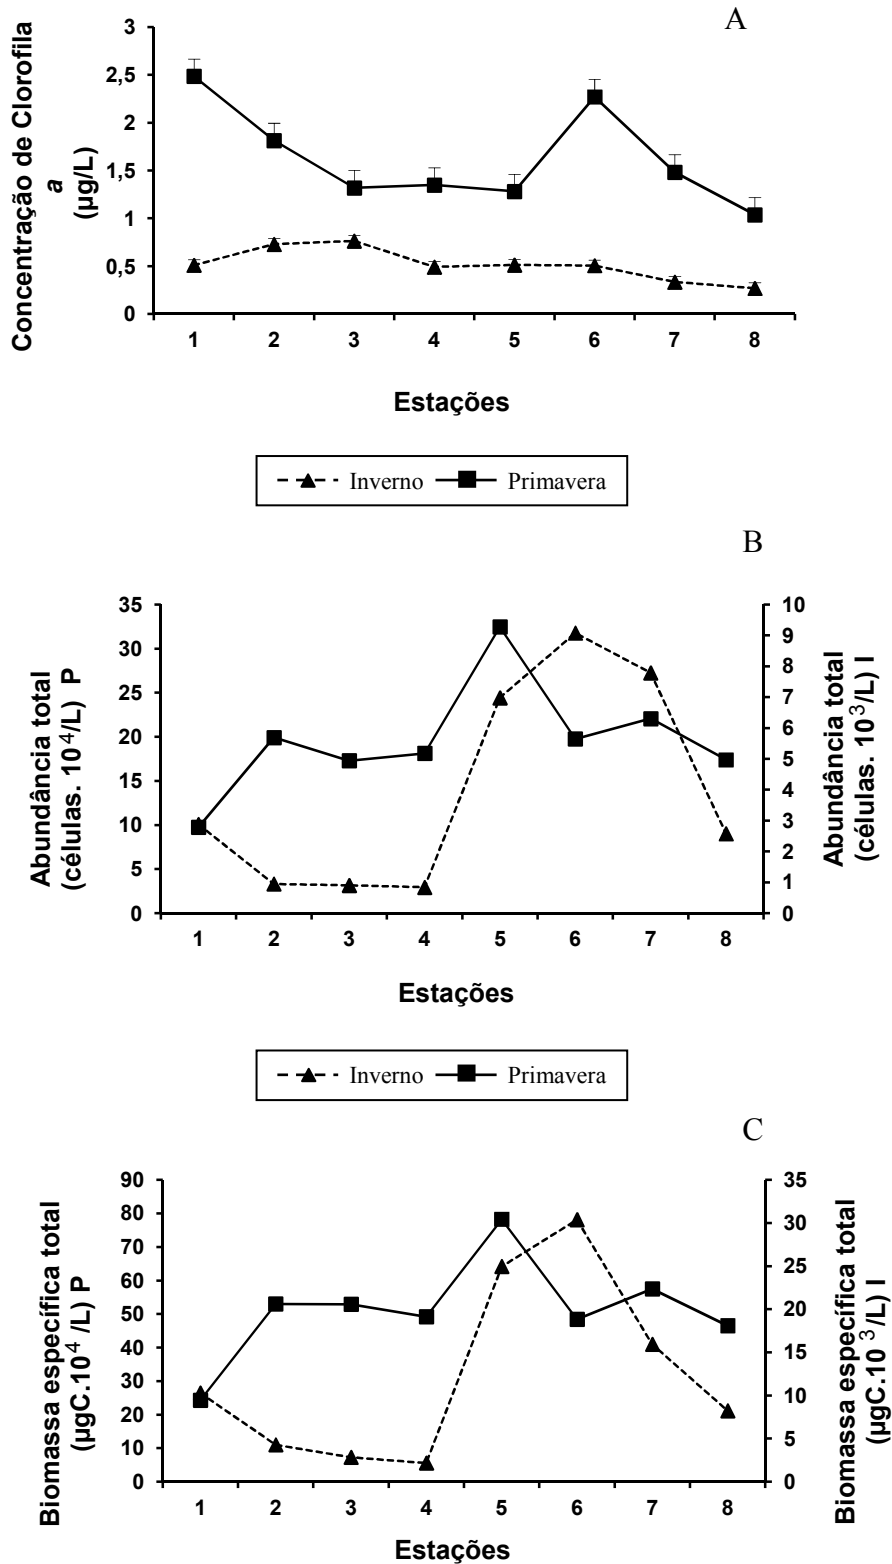 A
Concentração de Clorofila
a
(µg/L)
3
2,5
2
1,5
1
0,5
0
1 2 3 4 5 6 7 8
Estações
Inverno Primavera
B
Abundância total
(células. 10⁴/L) P
35
30
25
20
15
10
5
0
10
9
8
7
6
5
4
3
2
1
0
Abundância total
(células. 10³/L) I
1 2 3 4 5 6 7 8
Estações
Inverno Primavera
C
Biomassa específica total
(µgC.10⁴ /L) P
90
80
70
60
50
40
30
20
10
0
35
30
25
20
15
10
5
0
Biomassa específica total
(µgC.10³/L) I
1 2 3 4 5 6 7 8
Estações